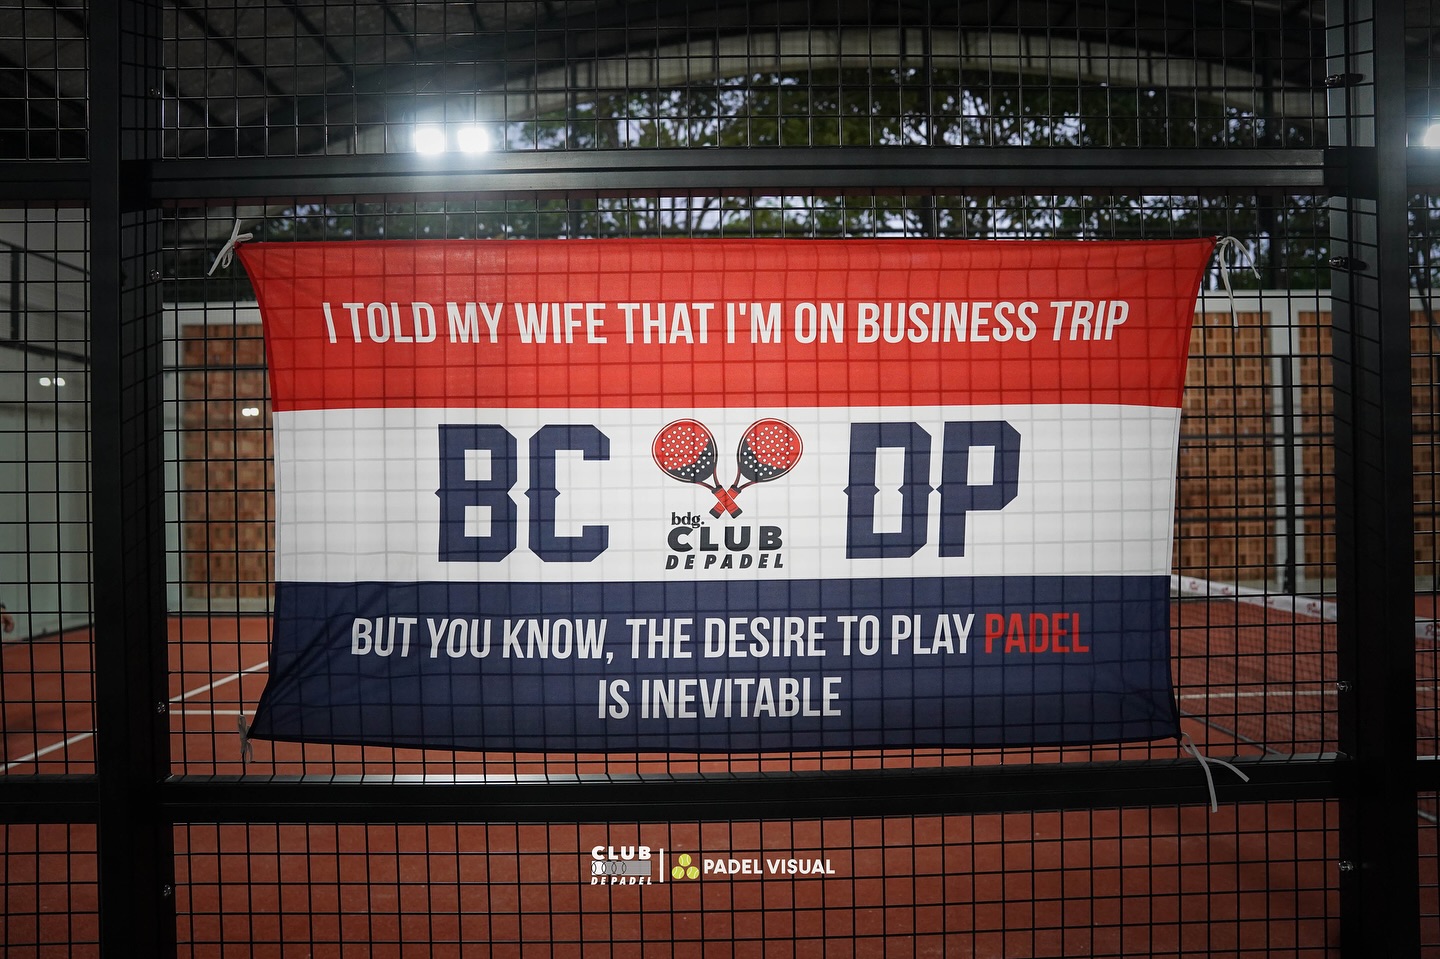 I TOLD MY WIFE THAT I'M ON BUSINESS TRIP
BC DP
bdg.
CLUB
DE PADEL
BUT YOU KNOW, THE DESIRE TO PLAY PADEL
IS INEVITABLE
CLUB
DE PADEL
PADEL VISUAL